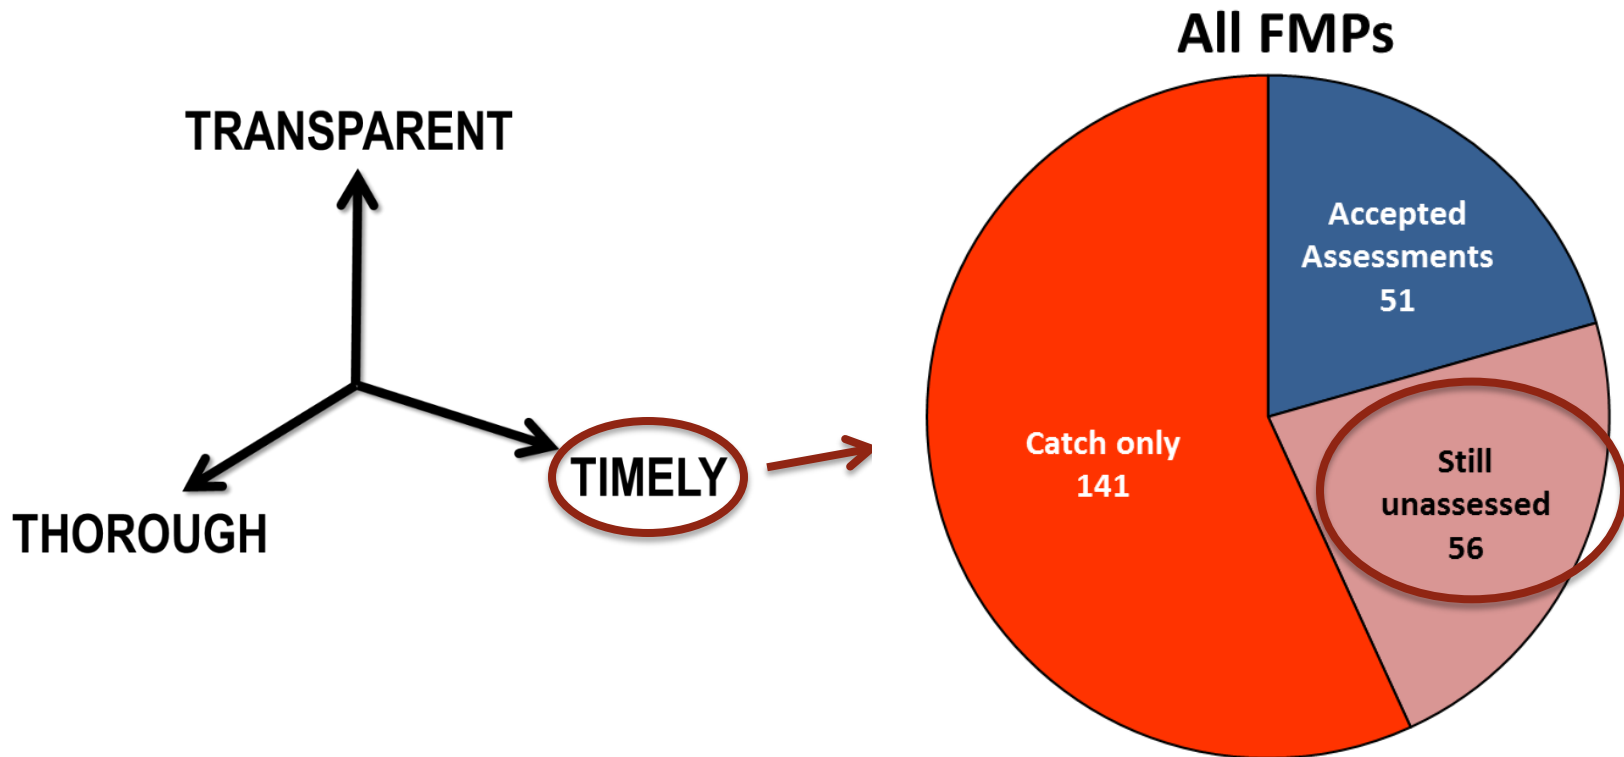 All FMPs
TRANSPARENT
THOROUGH
TIMELY
Accepted
Assessments
51
Catch only
141
Still
unassessed
56